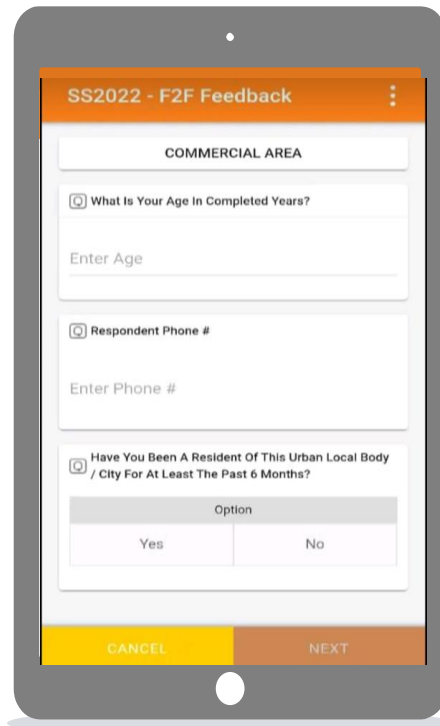 SS2022 - F2F Feedback
COMMERCIAL AREA
What Is Your Age In Completed Years?
Enter Age
Respondent Phone #
Enter Phone #
Have You Been A Resident Of This Urban Local Body
/ City For At Least The Past 6 Months?
Option
Yes No
CANCEL NEXT